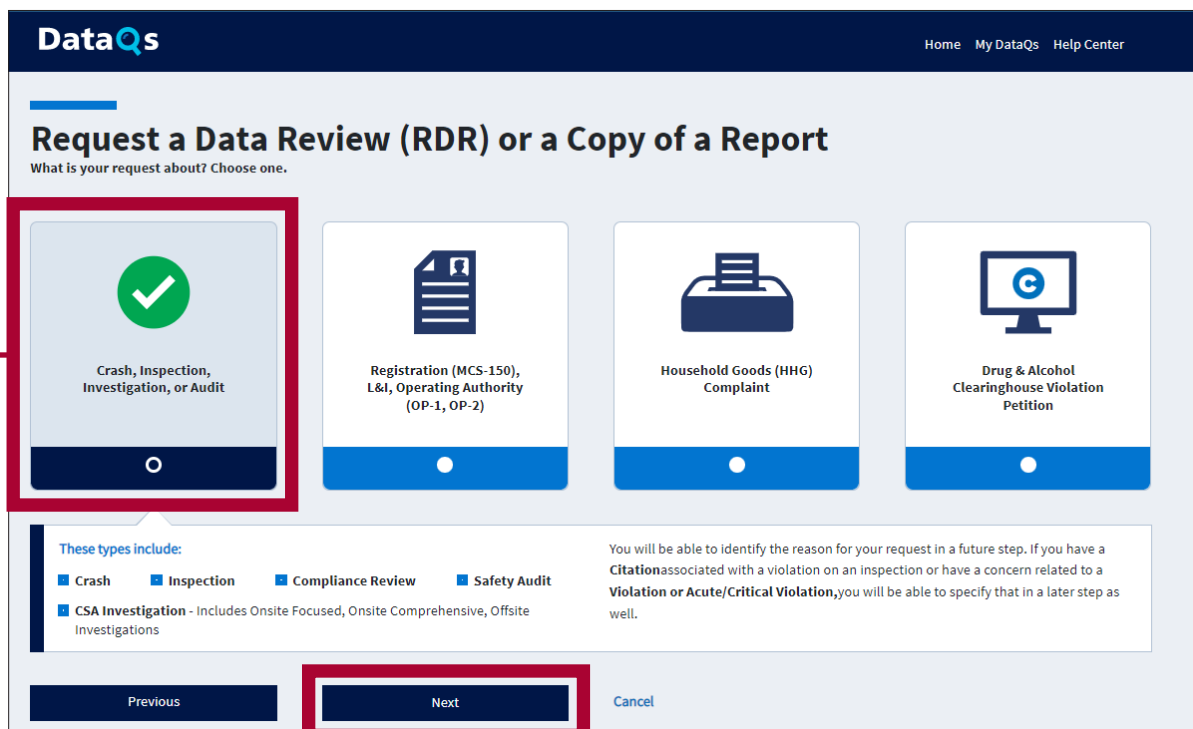 DataQs
Home My DataQs Help Center
Request a Data Review (RDR) or a Copy of a Report
What is your request about? Choose one.
Crash, Inspection,
Investigation, or Audit
Registration (MCS-150),
L&I, Operating Authority
(OP-1, OP-2)
Household Goods (HHG)
Complaint
C
Drug & Alcohol
Clearinghouse Violation
Petition
These types include:
Crash Inspection Compliance Review Safety Audit
CSA Investigation - Includes Onsite Focused, Onsite Comprehensive, Offsite
Investigations
You will be able to identify the reason for your request in a future step. If you have a
Citationassociated with a violation on an inspection or have a concern related to a
Violation or Acute/Critical Violation,you will be able to specify that in a later step as
well.
Previous
Next
Cancel